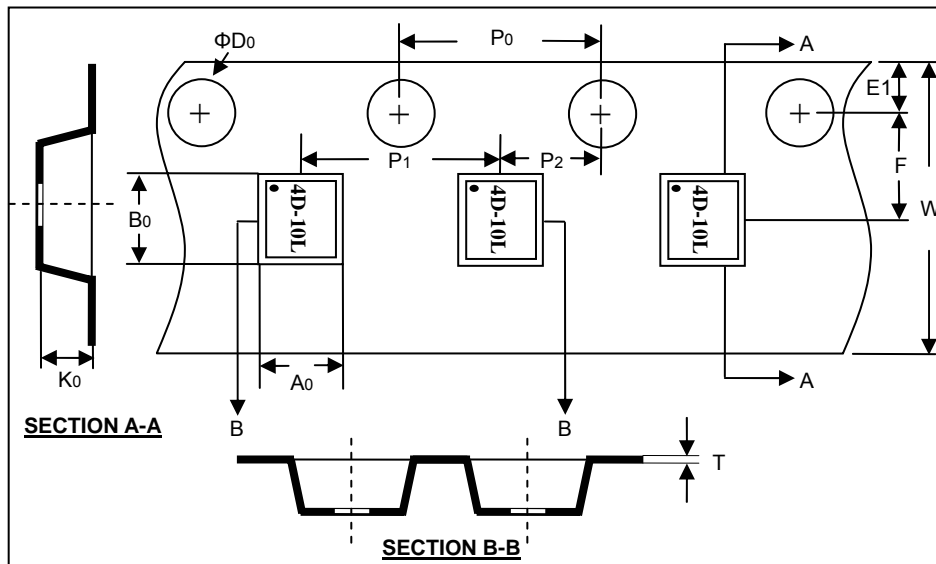 ΦD0
P0
A
E1
P1
P2
F
W
B0
4D-10L
4D-10L
4D-10L
K0
A0
A
SECTION A-A
B
B
T
SECTION B-B